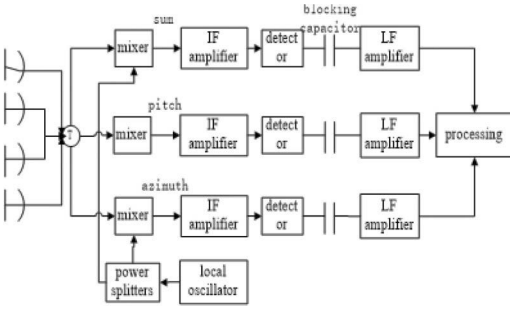 blocking
capacitor
sum
mixer
IF
amplifier
detect
or
LF
amplifier
pitch
T
mixer
IF
amplifier
detect
or
LF
amplifier
processing
azimuth
mixer
IF
amplifier
detect
or
LF
amplifier
power
splitters
local
oscillator